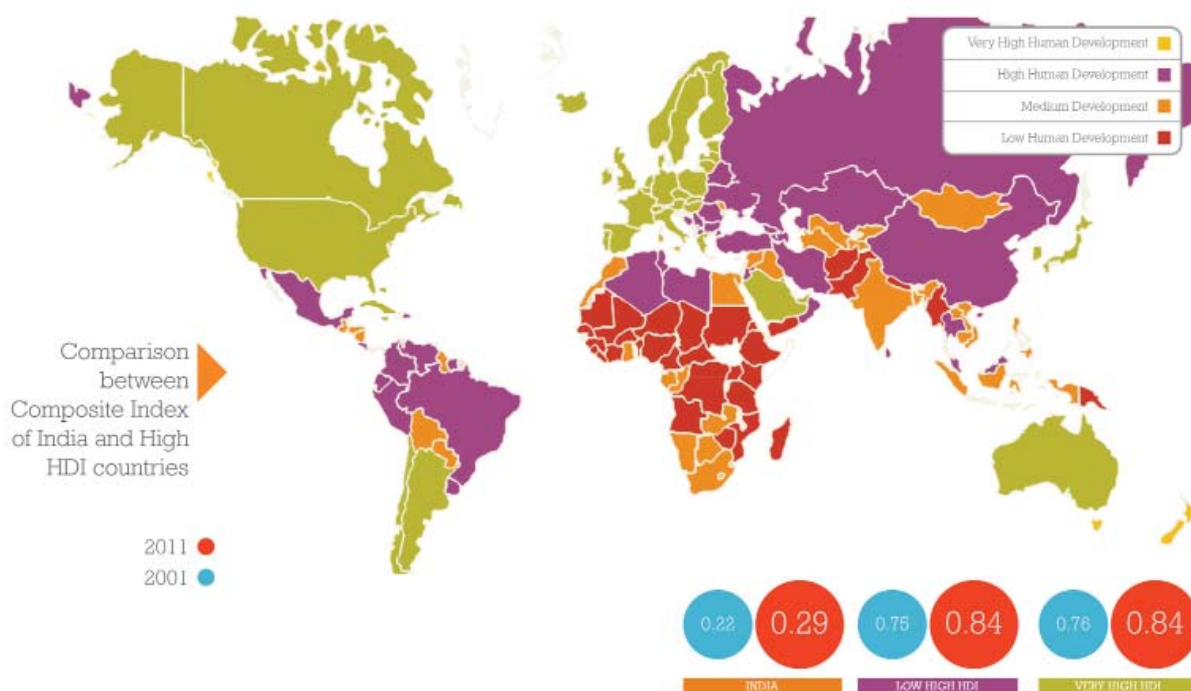 Very High Human Development
High Human Development
Medium Development
Low Human Development
Comparison
between
Composite Index
of India and High
HDI countries
2011
2001
0.22
0.29
0.75
0.84
0.76
0.84
INDIA
LOW HIGH HDI
VERY HIGH HDI